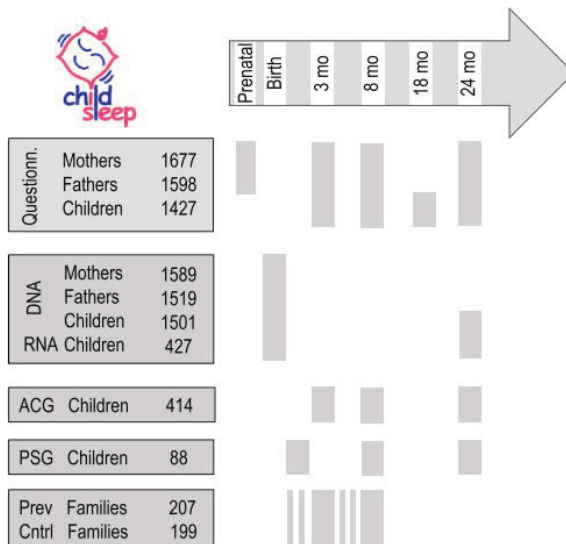 child
sleep
Prenatal
Birth
3 mo
8 mo
18 mo
24 mo
Questionn.
Mothers 1677
Fathers 1598
Children 1427
DNA
Mothers 1589
Fathers 1519
Children 1501
RNA Children 427
ACG Children 414
PSG Children 88
Prev Families 207
Cntrl Families 199